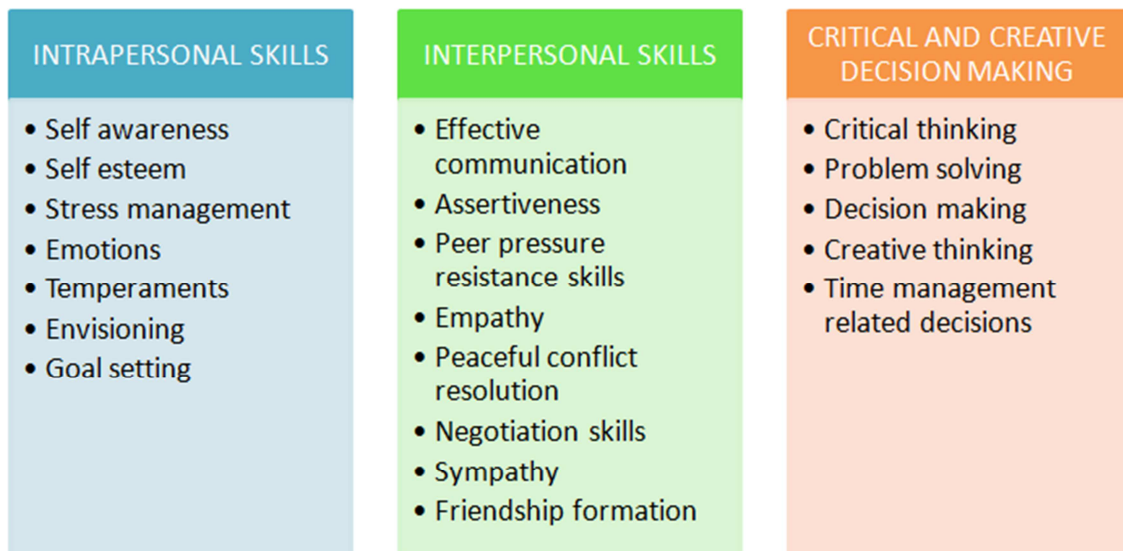 INTRAPERSONAL SKILLS
• Self awareness
• Self esteem
• Stress management
• Emotions
• Temperaments
• Envisioning
• Goal setting
INTERPERSONAL SKILLS
• Effective
communication
• Assertiveness
• Peer pressure
resistance skills
• Empathy
• Peaceful conflict
resolution
• Negotiation skills
• Sympathy
• Friendship formation
CRITICAL AND CREATIVE
DECISION MAKING
• Critical thinking
• Problem solving
• Decision making
• Creative thinking
• Time management
related decisions